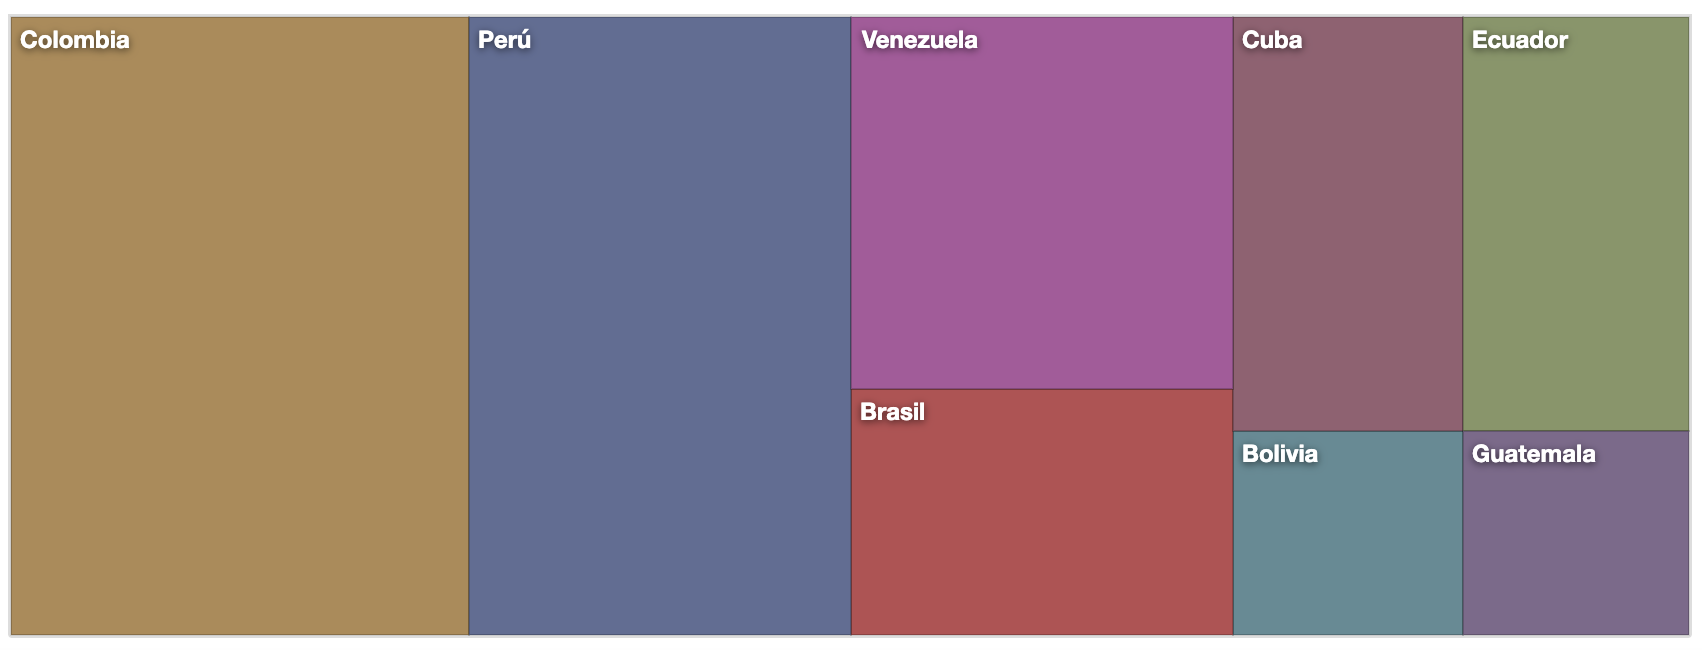 Colombia
Perú
Venezuela
Cuba
Ecuador
Brasil
Bolivia
Guatemala